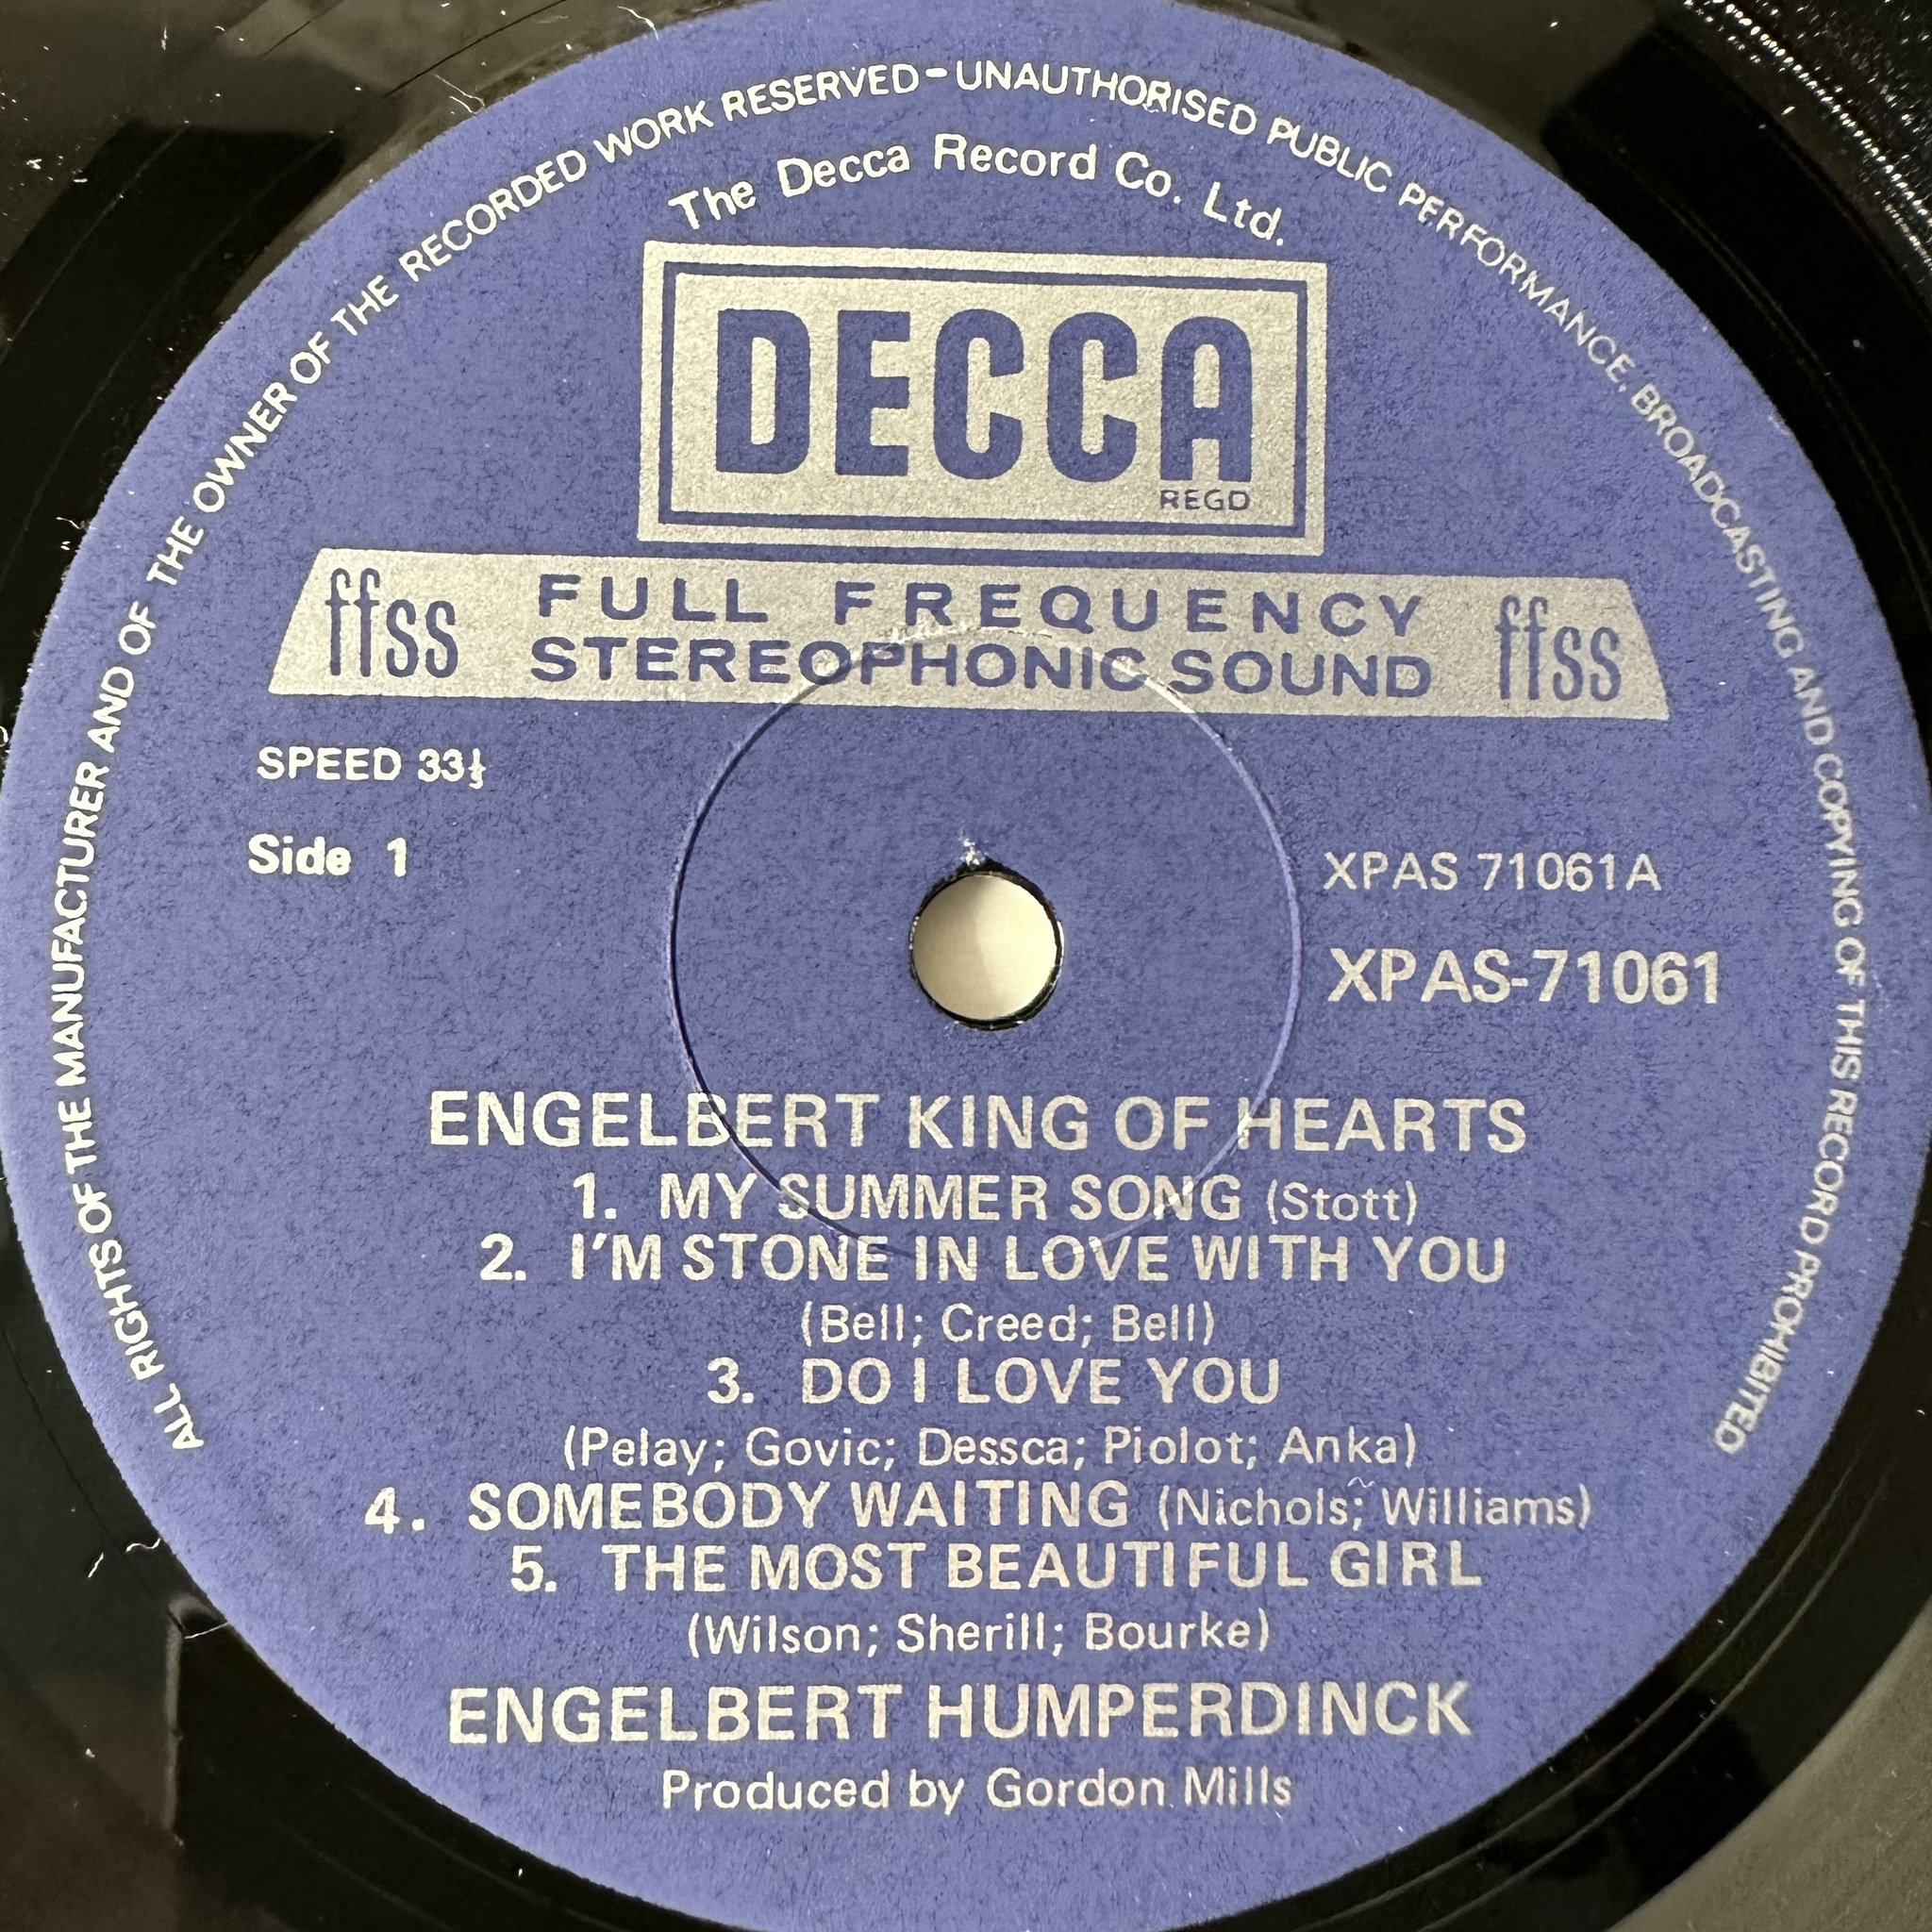 ALL RIGHTS OF THE MANUFACTURER AND OF THE OWNER OF THE RECORDED WORK RESERVED - UNAUTHORISED PUBLIC PERFORMANCE, BROADCASTING AND COPYING OF THIS RECORD PROHIBITED
The Decca Record Co. Ltd.
DECCA
REGD
ffss FULL FREQUENCY STEREOPHONIC SOUND ffss
SPEED 33⅓
Side 1
XPAS 71061A
XPAS-71061
ENGELBERT KING OF HEARTS
1. MY SUMMER SONG (Stott)
2. I'M STONE IN LOVE WITH YOU
(Bell; Creed; Bell)
3. DO I LOVE YOU
(Pelay; Govic; Dessca; Piolot; Anka)
4. SOMEBODY WAITING (Nichols; Williams)
5. THE MOST BEAUTIFUL GIRL
(Wilson; Sherill; Bourke)
ENGELBERT HUMPERDINCK
Produced by Gordon Mills